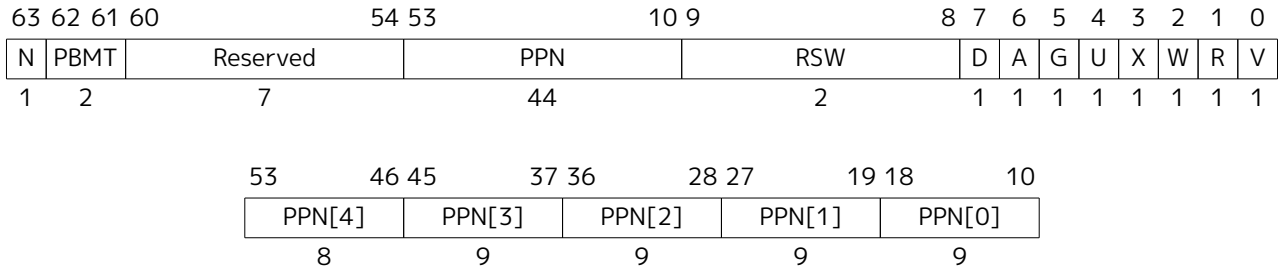 63 62 61 60 54 53 10 9 8 7 6 5 4 3 2 1 0
N PBMT Reserved PPN RSW D A G U X W R V
1 2 7 44 2 1 1 1 1 1 1 1 1
53 46 45 37 36 28 27 19 18 10
PPN[4] PPN[3] PPN[2] PPN[1] PPN[0]
8 9 9 9 9